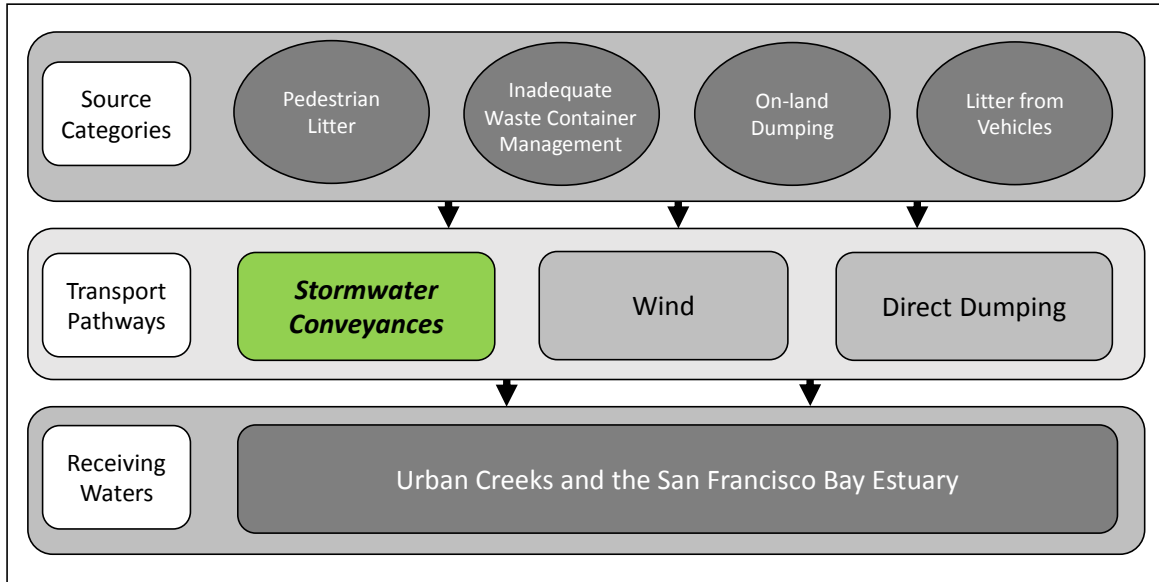 Source
Categories
Pedestrian
Litter
Inadequate
Waste Container
Management
On-land
Dumping
Litter from
Vehicles
Transport
Pathways
Stormwater
Conveyances
Wind
Direct Dumping
Receiving
Waters
Urban Creeks and the San Francisco Bay Estuary